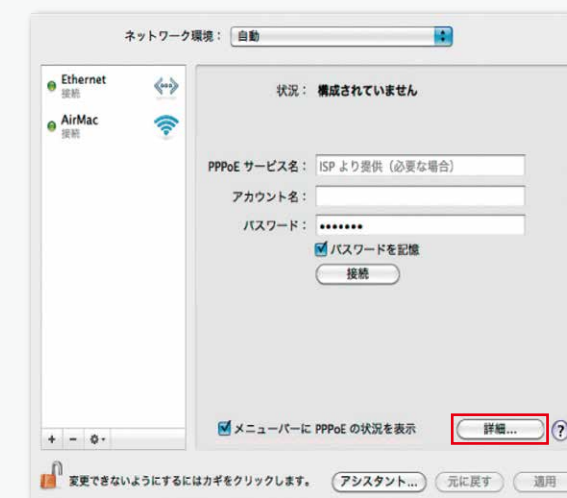 ネットワーク環境： 自動
Ethernet
接続
AirMac
接続
状況： 構成されていません
PPPoE サービス名： ISP より提供（必要な場合）
アカウント名：
パスワード： •••••••
パスワードを記憶
接続
メニューバーに PPPoE の状況を表示
詳細... ?
+ −
変更できないようにするにはカギをクリックします。 アシスタント... 元に戻す 適用